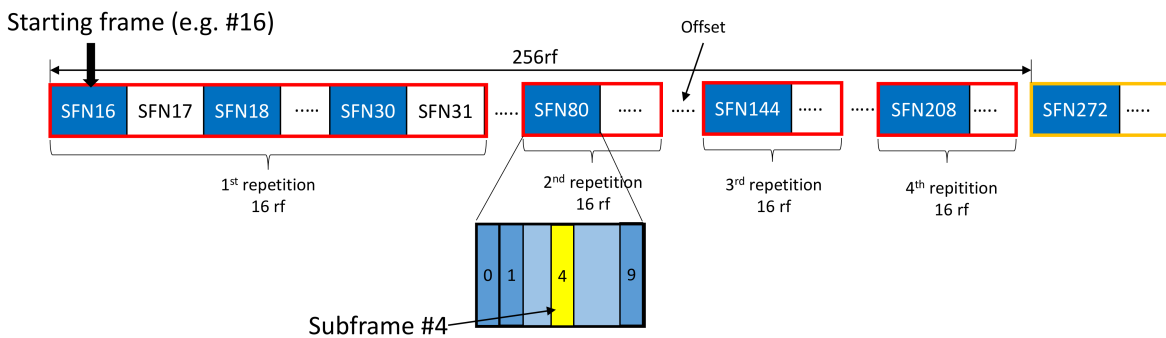 Starting frame (e.g. #16)
Offset
256rf
SFN16 SFN17 SFN18 ····· SFN30 SFN31 ····· SFN80 ····· ····· SFN144 ····· ····· SFN208 ····· SFN272 ·····
1st repetition
16 rf
2nd repetition
16 rf
3rd repetition
16 rf
4th repitition
16 rf
0 1 4 9
Subframe #4